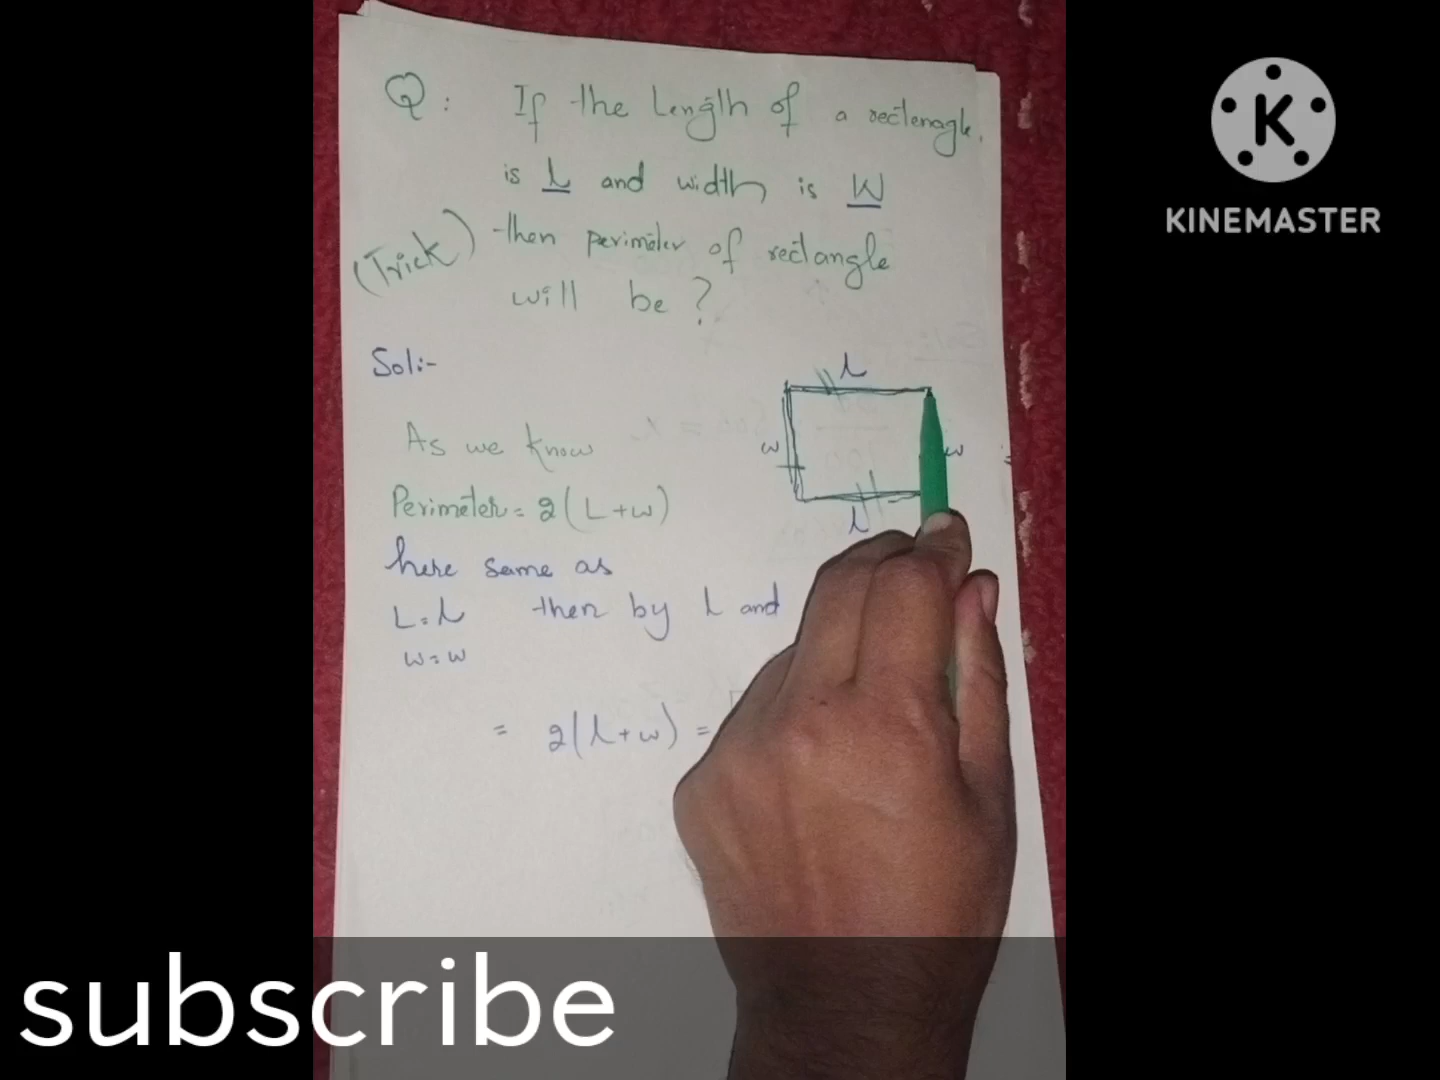 Q: If the Length of a rectenagle.
is L and width is W
(Trick) then perimeter of rectangle
will be ?
Sol:-
L
w w
L
As we know
Perimeter = 2(L+w)
here same as
L=L then by L and
w=w
= 2(L+w) =
K
KINEMASTER
subscribe